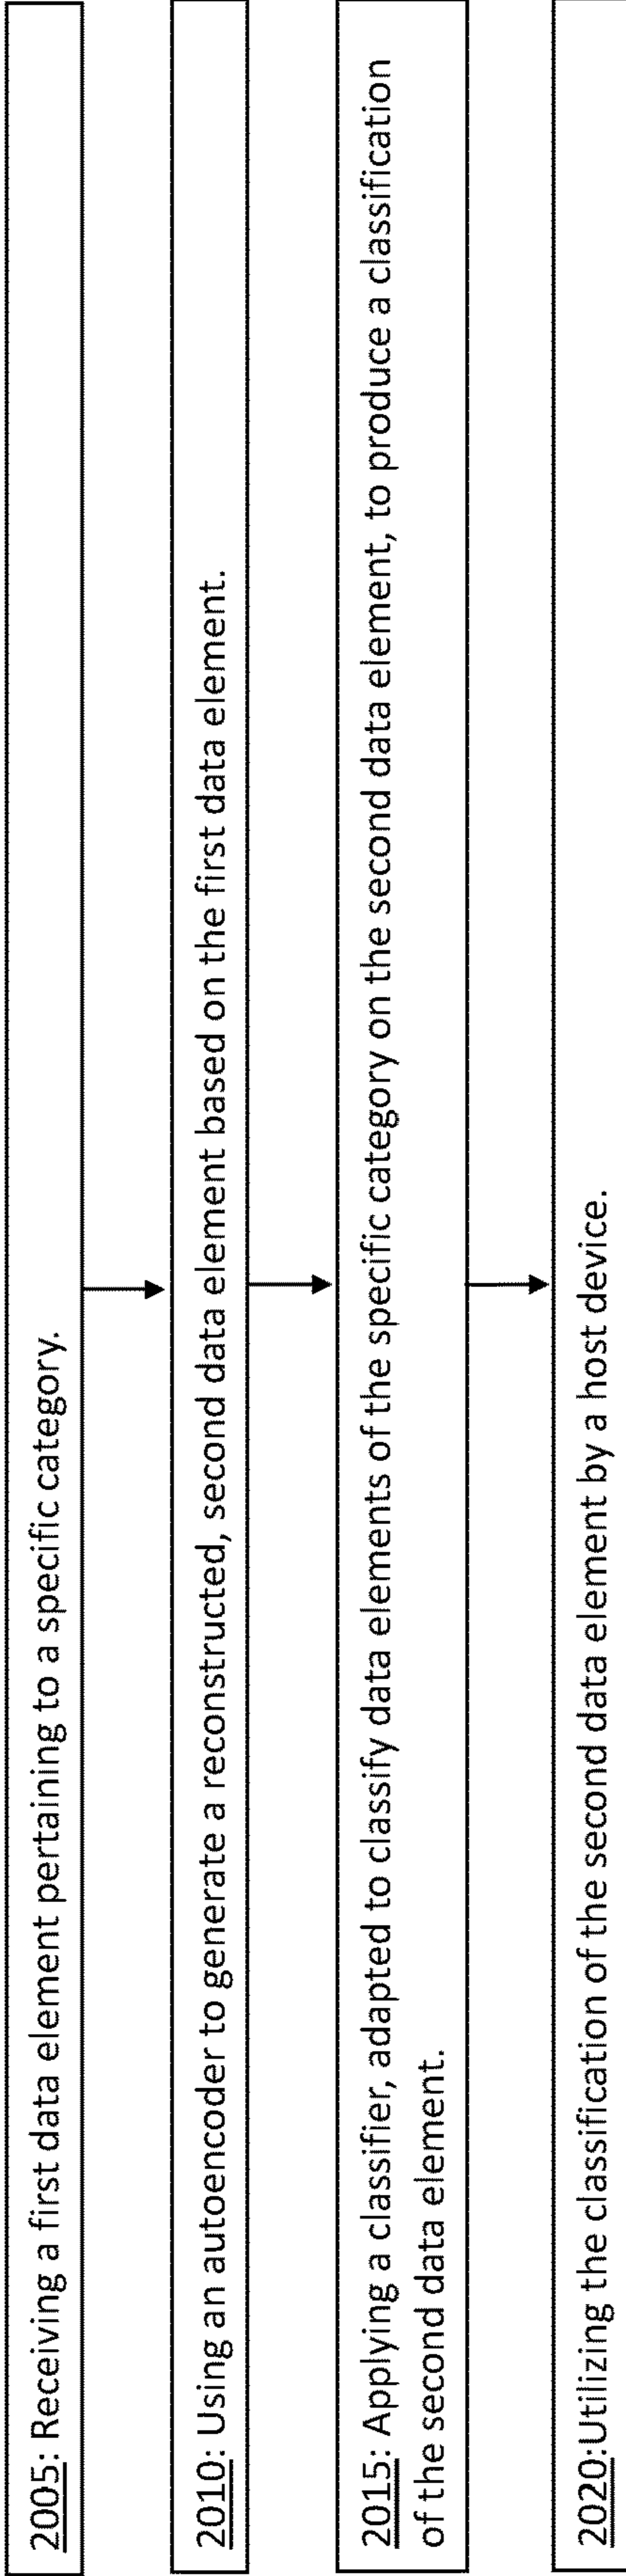 2005: Receiving a first data element pertaining to a specific category.
2010: Using an autoencoder to generate a reconstructed, second data element based on the first data element.
2015: Applying a classifier, adapted to classify data elements of the specific category on the second data element, to produce a classification
of the second data element.
2020:Utilizing the classification of the second data element by a host device.